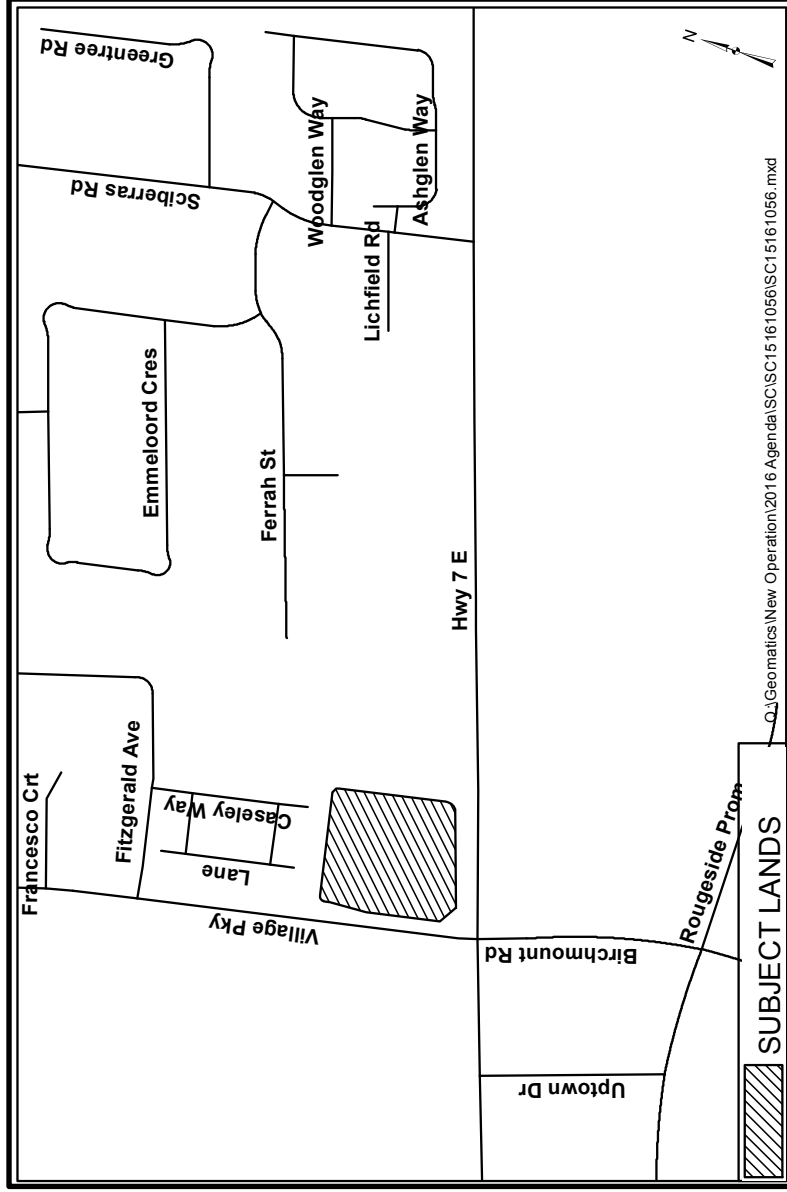 Francesco Crt
Fitzgerald Ave
Caseley Way
Lane
Village Pky
Emmeloord Cres
Ferrah St
Sciberras Rd
Greentree Rd
Woodglen Way
Ashglen Way
Lichfield Rd
Hwy 7 E
Birchmount Rd
Uptown Dr
Rougeside Prom
N
SUBJECT LANDS
Q:\Geomatics\New Operation\2016 Agenda\SC\SC15161056\SC15161056.mxd